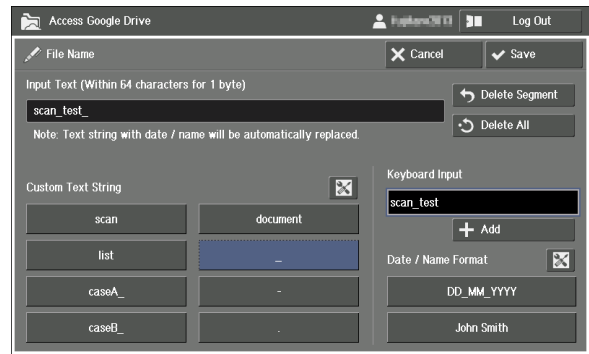 Access Google Drive
Log Out
File Name
Cancel
Save
Input Text (Within 64 characters for 1 byte)
scan_test_
Note: Text string with date / name will be automatically replaced.
Delete Segment
Delete All
Custom Text String
scan
document
list
_
caseA_
-
caseB_
.
Keyboard Input
scan_test
Add
Date / Name Format
DD_MM_YYYY
John Smith